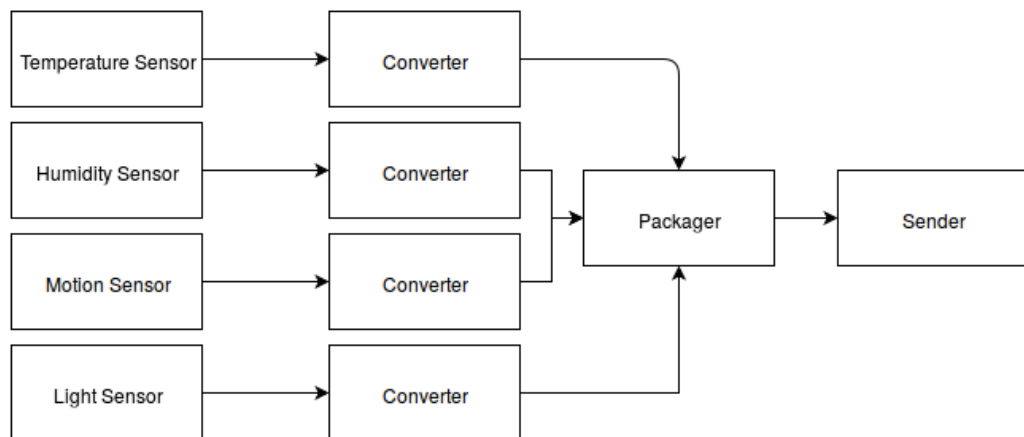 Temperature Sensor
Converter
Humidity Sensor
Converter
Packager
Sender
Motion Sensor
Converter
Light Sensor
Converter